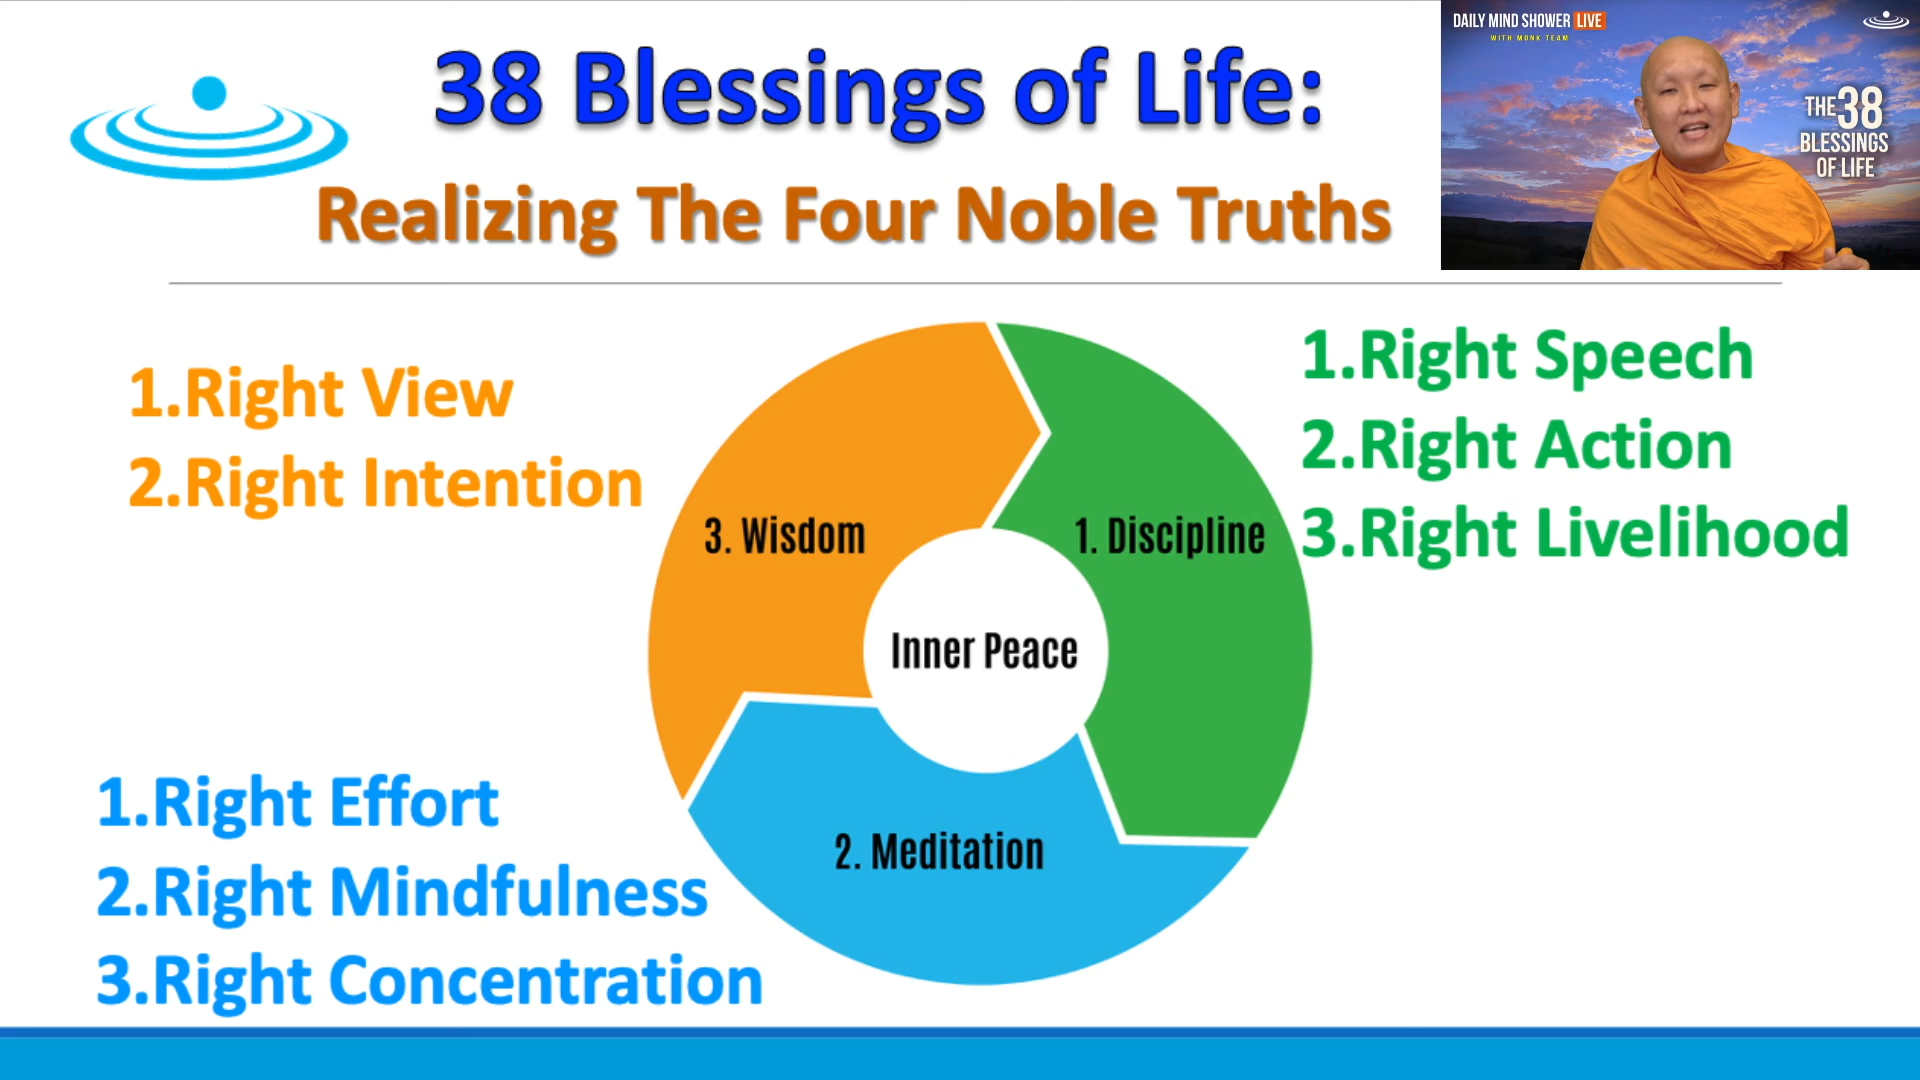 38 Blessings of Life:
Realizing The Four Noble Truths
DAILY MIND SHOWER LIVE
WITH MONK TEAM
THE 38
BLESSINGS
OF LIFE
1.Right View
2.Right Intention
1.Right Speech
2.Right Action
3.Right Livelihood
3. Wisdom
1. Discipline
Inner Peace
2. Meditation
1.Right Effort
2.Right Mindfulness
3.Right Concentration